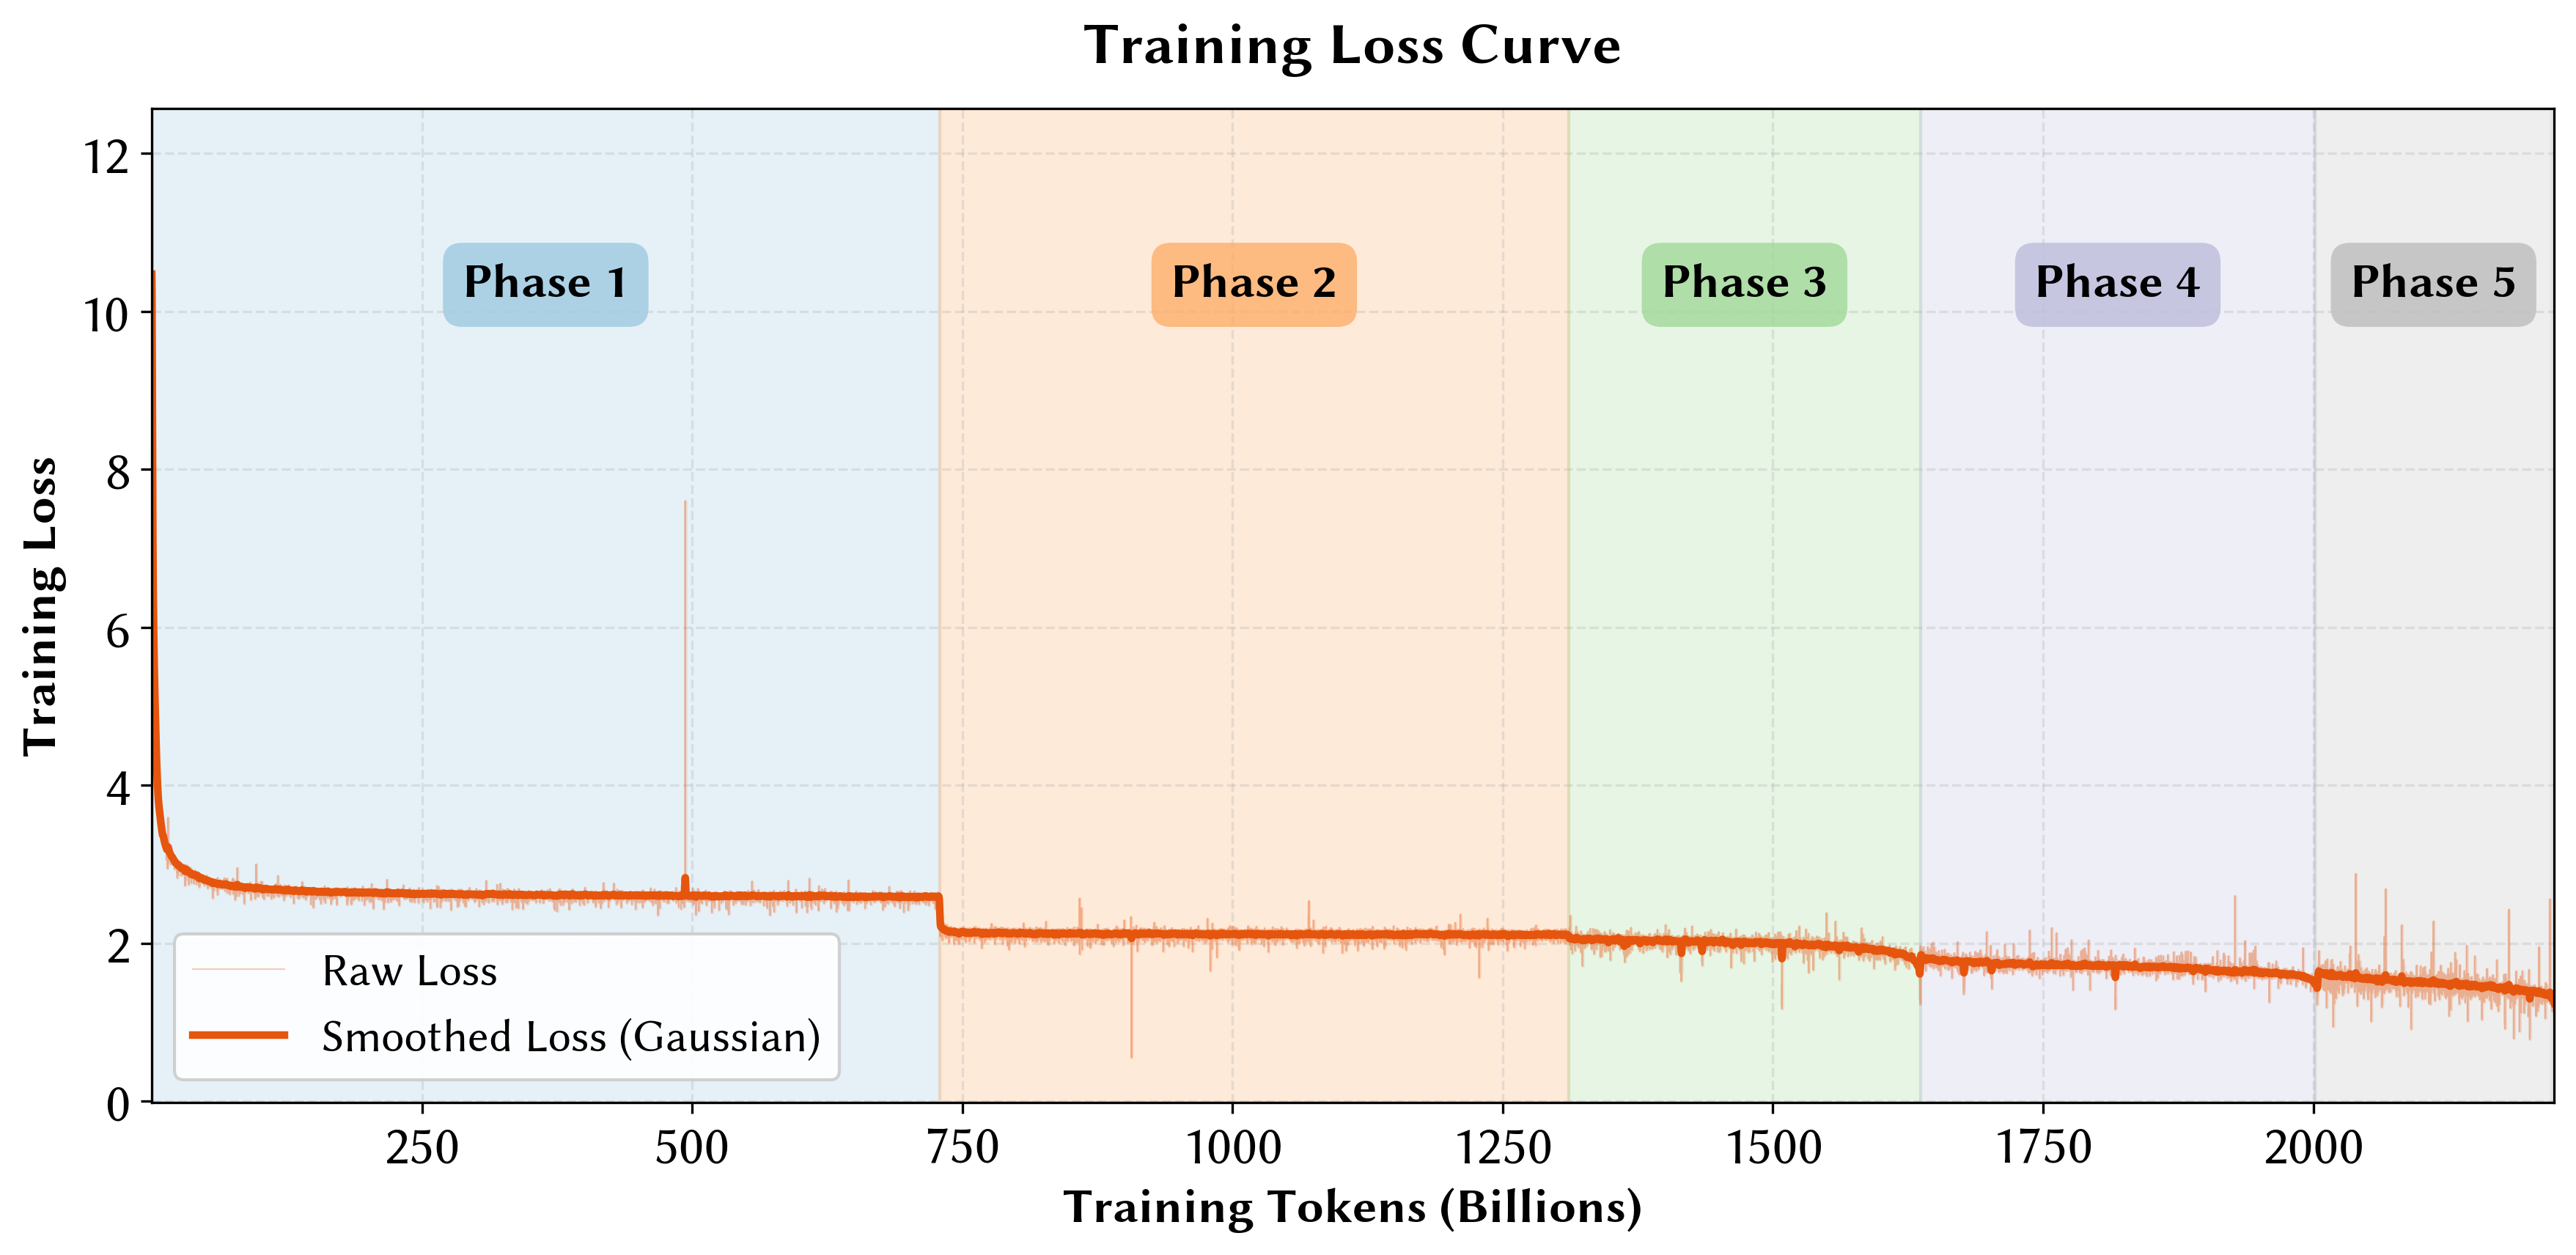 Training Loss Curve
Training Loss
12
10
8
6
4
2
0
Phase 1
Phase 2
Phase 3
Phase 4
Phase 5
Raw Loss
Smoothed Loss (Gaussian)
250 500 750 1000 1250 1500 1750 2000
Training Tokens (Billions)